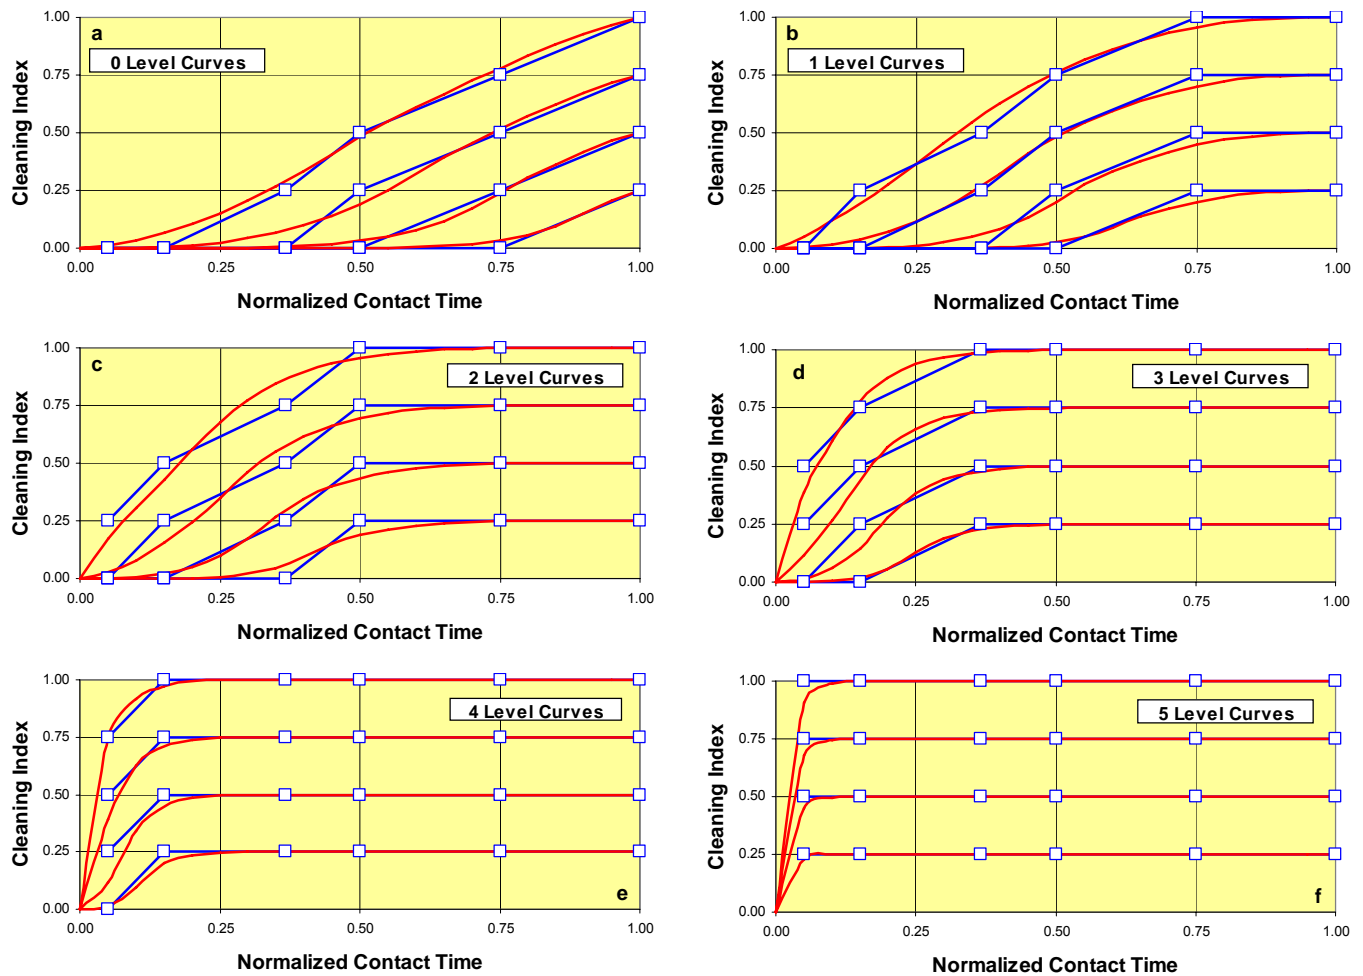 a
0 Level Curves
Cleaning Index
1.00
0.75
0.50
0.25
0.00
0.00 0.25 0.50 0.75 1.00
Normalized Contact Time
b
1 Level Curves
Cleaning Index
1.00
0.75
0.50
0.25
0.00
0.00 0.25 0.50 0.75 1.00
Normalized Contact Time
c
2 Level Curves
Cleaning Index
1.00
0.75
0.50
0.25
0.00
0.00 0.25 0.50 0.75 1.00
Normalized Contact Time
d
3 Level Curves
Cleaning Index
1.00
0.75
0.50
0.25
0.00
0.00 0.25 0.50 0.75 1.00
Normalized Contact Time
4 Level Curves
Cleaning Index
1.00
0.75
0.50
0.25
0.00
e
0.00 0.25 0.50 0.75 1.00
Normalized Contact Time
5 Level Curves
Cleaning Index
1.00
0.75
0.50
0.25
0.00
f
0.00 0.25 0.50 0.75 1.00
Normalized Contact Time